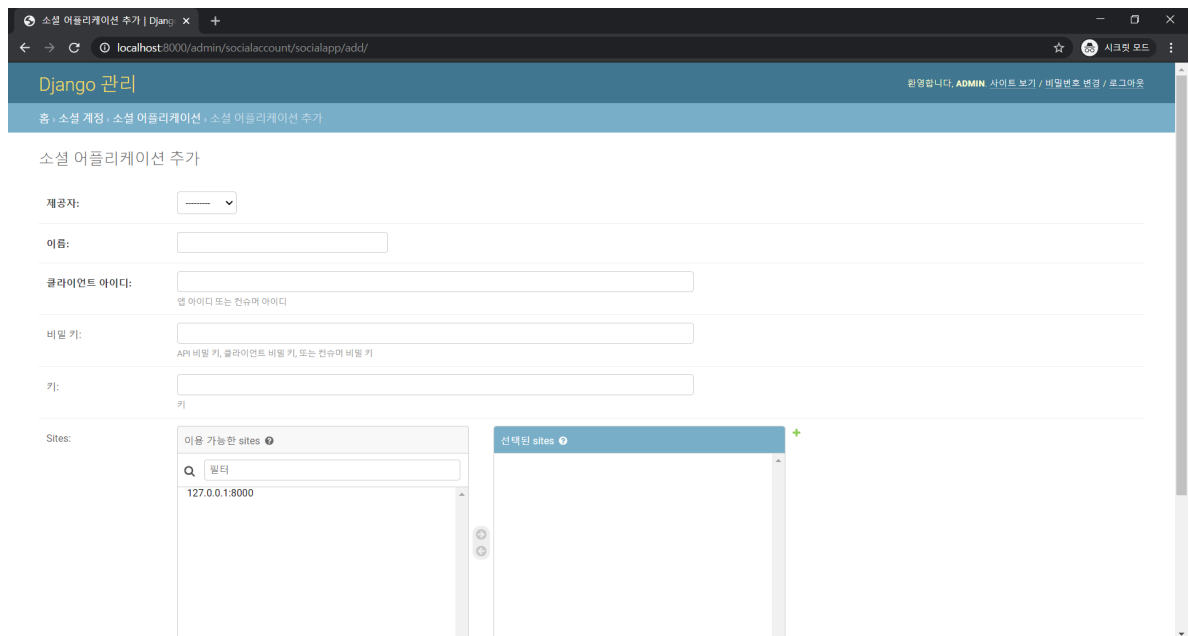 소셜 어플리케이션 추가 | Djang
localhost:8000/admin/socialaccount/socialapp/add/
시크릿 모드
Django 관리
환영합니다, ADMIN. 사이트 보기 / 비밀번호 변경 / 로그아웃
홈 › 소셜 계정 › 소셜 어플리케이션 › 소셜 어플리케이션 추가
소셜 어플리케이션 추가
제공자:
---------
이름:
클라이언트 아이디:
앱 아이디 또는 컨슈머 아이디
비밀 키:
API 비밀 키, 클라이언트 비밀 키, 또는 컨슈머 비밀 키
키:
키
Sites:
이용 가능한 sites
선택된 sites
필터
127.0.0.1:8000